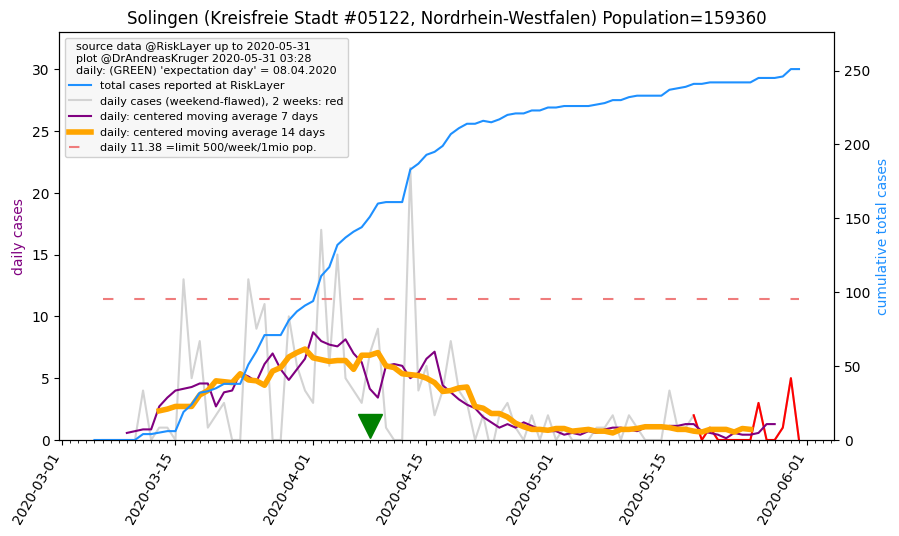 Solingen (Kreisfreie Stadt #05122, Nordrhein-Westfalen) Population=159360
source data @RiskLayer up to 2020-05-31
plot @DrAndreasKruger 2020-05-31 03:28
daily: (GREEN) 'expectation day' = 08.04.2020
total cases reported at RiskLayer
daily cases (weekend-flawed), 2 weeks: red
daily: centered moving average 7 days
daily: centered moving average 14 days
daily 11.38 =limit 500/week/1mio pop.
daily cases
30
25
20
15
10
5
0
cumulative total cases
250
200
150
100
50
0
2020-03-01
2020-03-15
2020-04-01
2020-04-15
2020-05-01
2020-05-15
2020-06-01